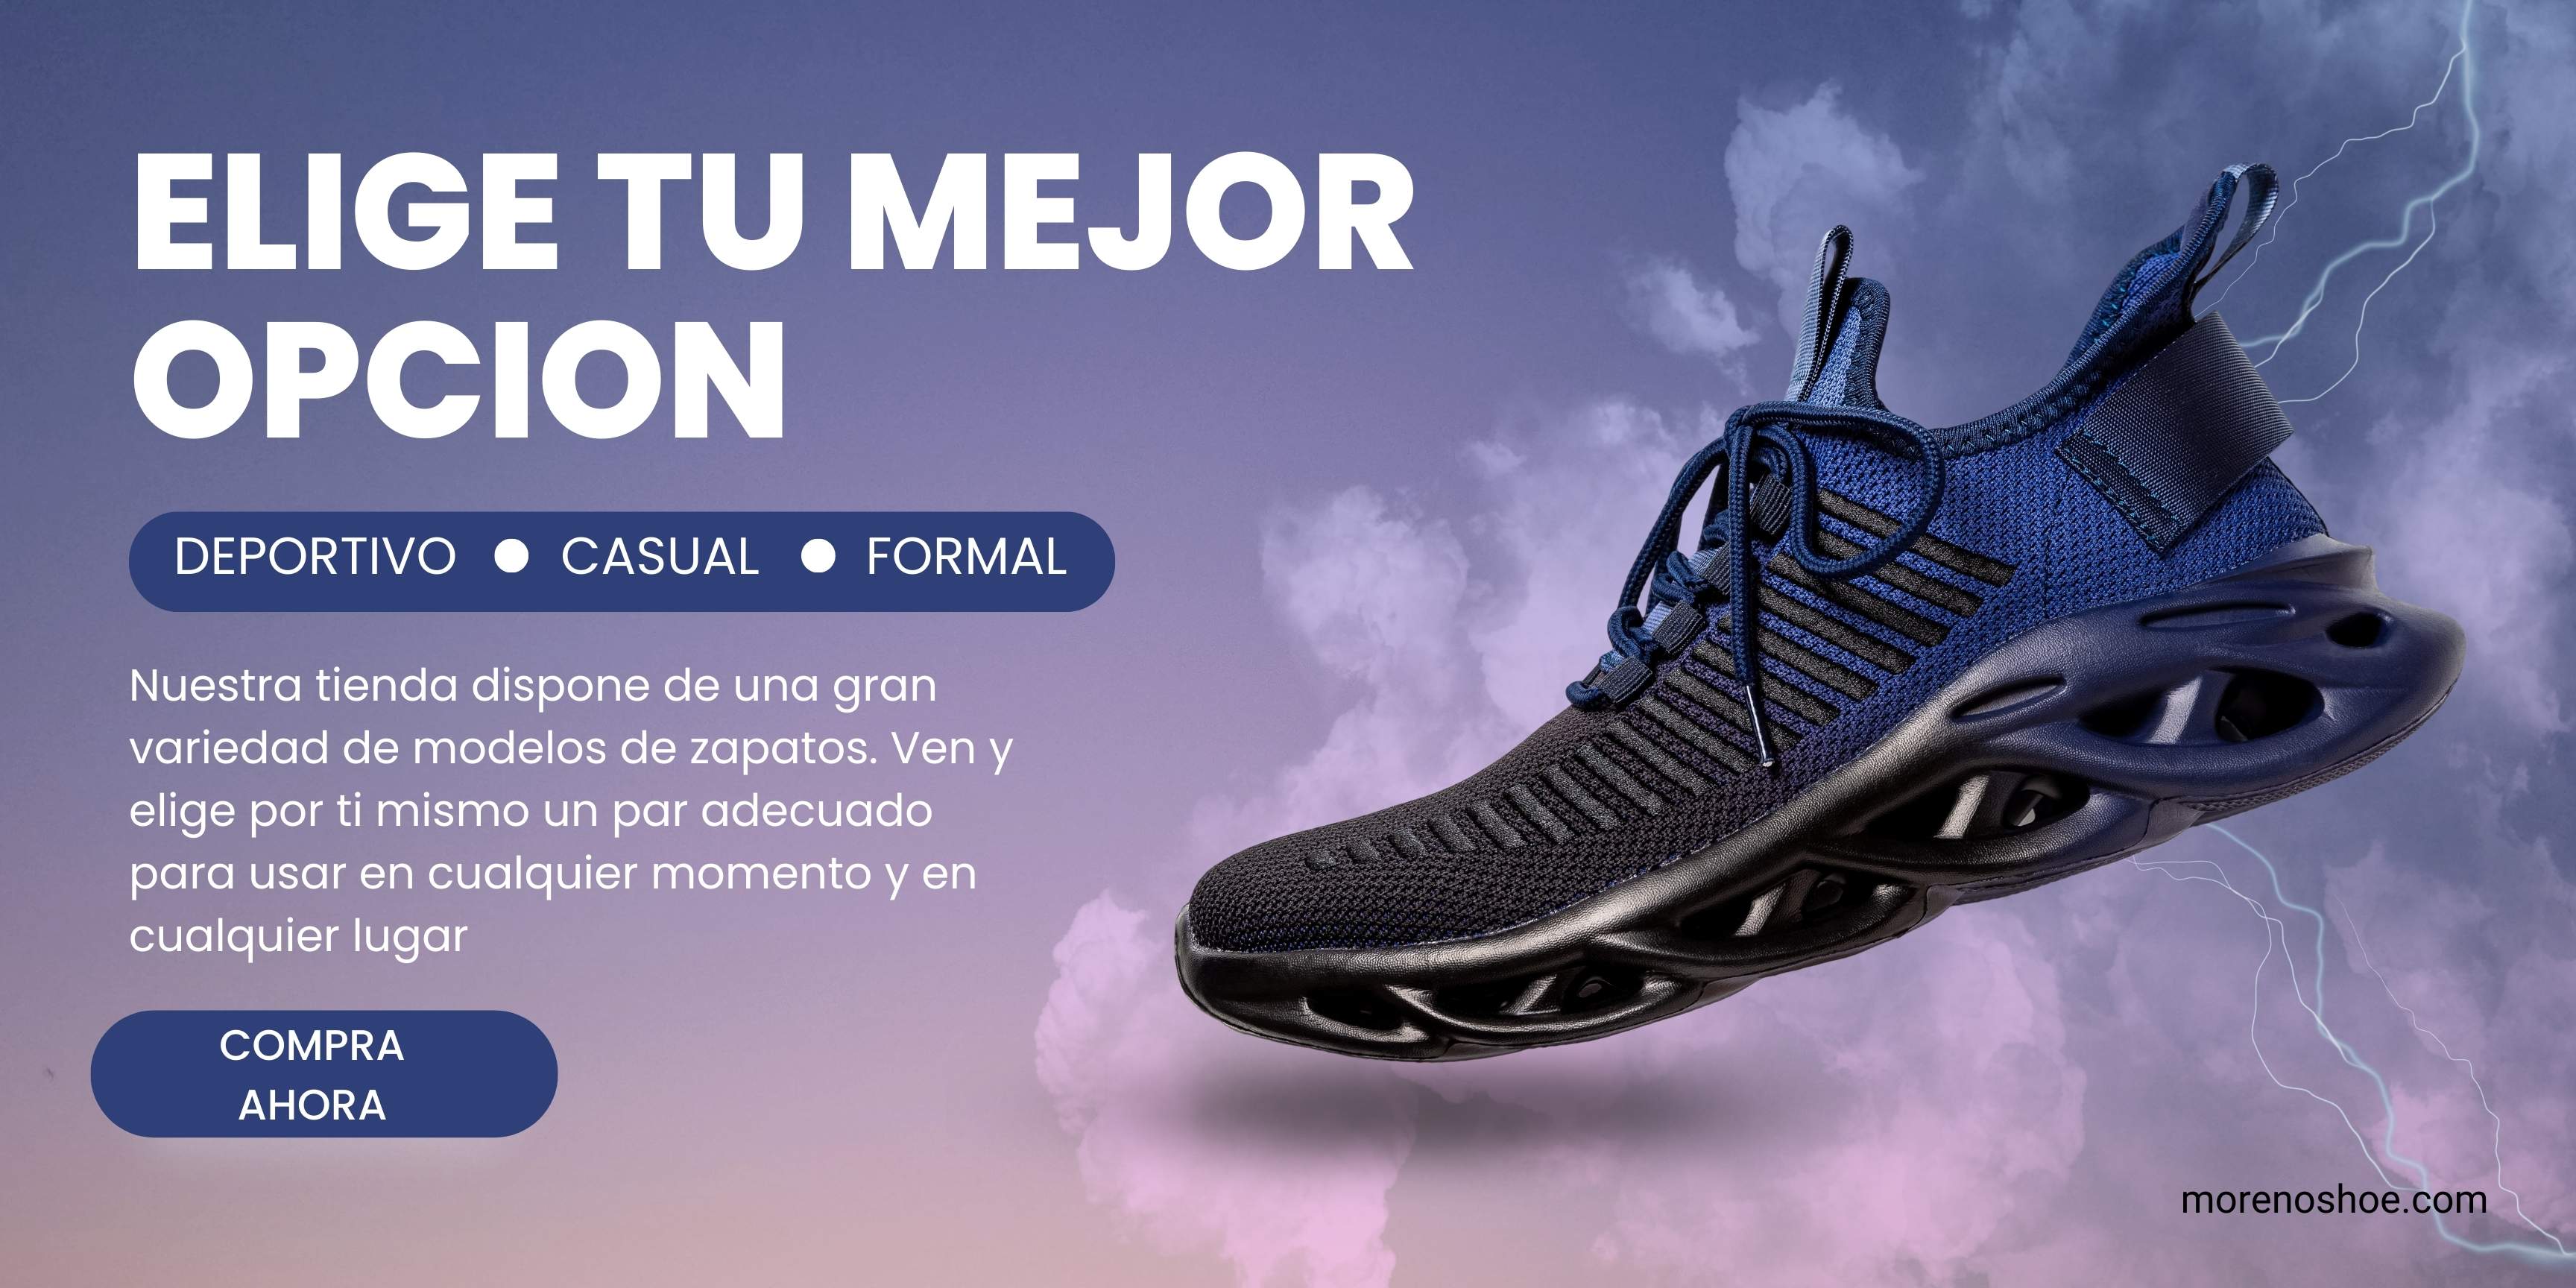 ELIGE TU MEJOR
OPCION
DEPORTIVO ● CASUAL ● FORMAL
Nuestra tienda dispone de una gran
variedad de modelos de zapatos. Ven y
elige por ti mismo un par adecuado
para usar en cualquier momento y en
cualquier lugar
COMPRA
AHORA
morenoshoe.com